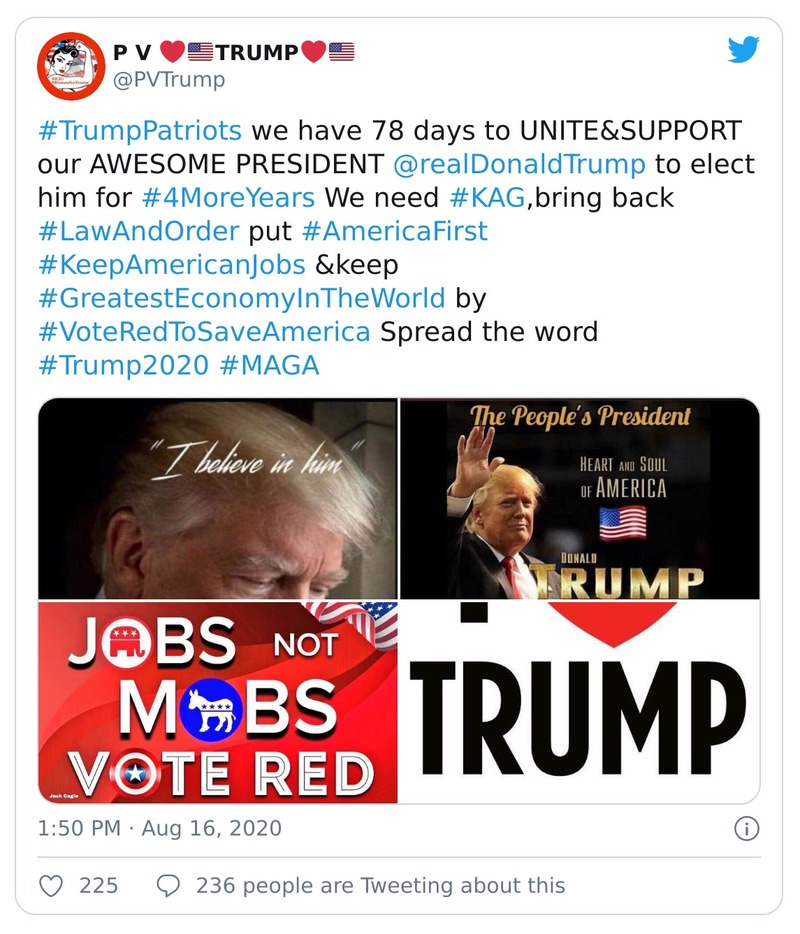 P V ❤️🇺🇸TRUMP❤️🇺🇸
@PVTrump
#TrumpPatriots we have 78 days to UNITE&SUPPORT
our AWESOME PRESIDENT @realDonaldTrump to elect
him for #4MoreYears We need #KAG,bring back
#LawAndOrder put #AmericaFirst
#KeepAmericanJobs &keep
#GreatestEconomyInTheWorld by
#VoteRedToSaveAmerica Spread the word
#Trump2020 #MAGA
"I believe in him"
The People's President
HEART AND SOUL
OF AMERICA
DONALD
TRUMP
JOBS NOT
MOBS
VOTE RED
Jack Cagle
TRUMP
1:50 PM · Aug 16, 2020
225
236 people are Tweeting about this